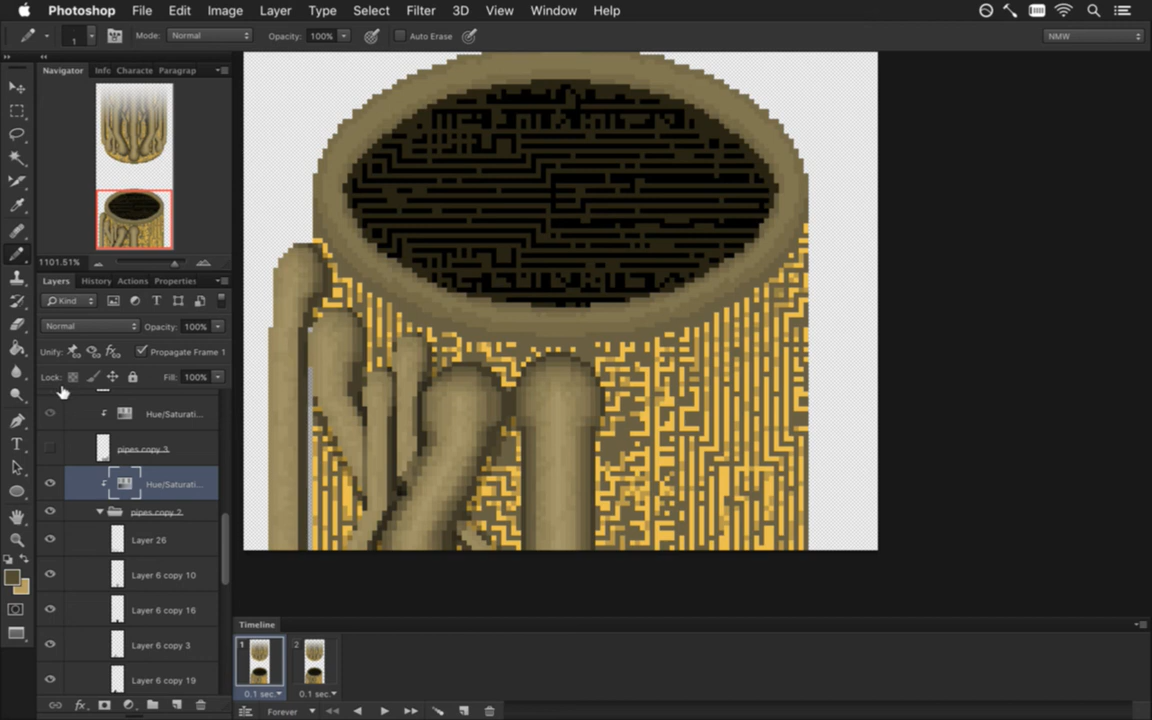 Photoshop File Edit Image Layer Type Select Filter 3D View Window Help
1 Mode: Normal Opacity: 100% Auto Erase NMW
Navigator Info Characte Paragrap
1101.51%
Layers History Actions Properties
Kind
Normal Opacity: 100%
Unify: Propagate Frame 1
Lock: Fill: 100%
Hue/Saturati...
pipes copy 3
Hue/Saturati...
pipes copy 2
Layer 26
Layer 6 copy 10
Layer 6 copy 16
Layer 6 copy 3
Layer 6 copy 19
Timeline
1 2
0.1 sec. 0.1 sec.
Forever